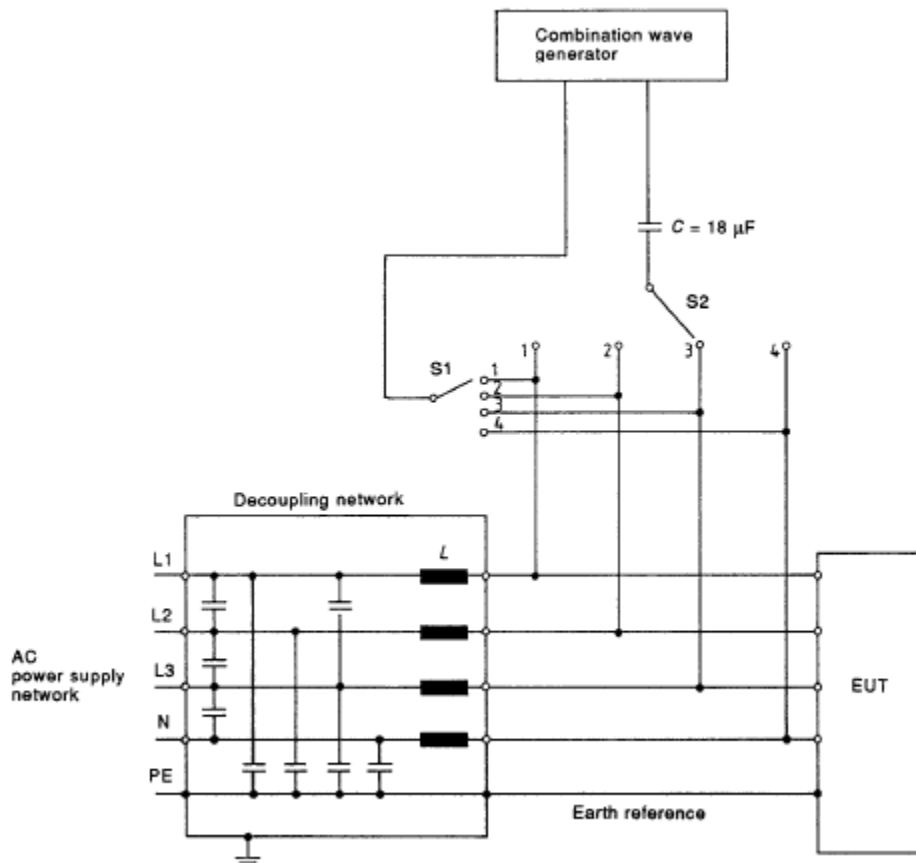 Combination wave
generator
C = 18 µF
S2
1
2
3
4
S1
1
2
3
4
Decoupling network
L
L1
L2
L3
N
PE
AC
power supply
network
EUT
Earth reference